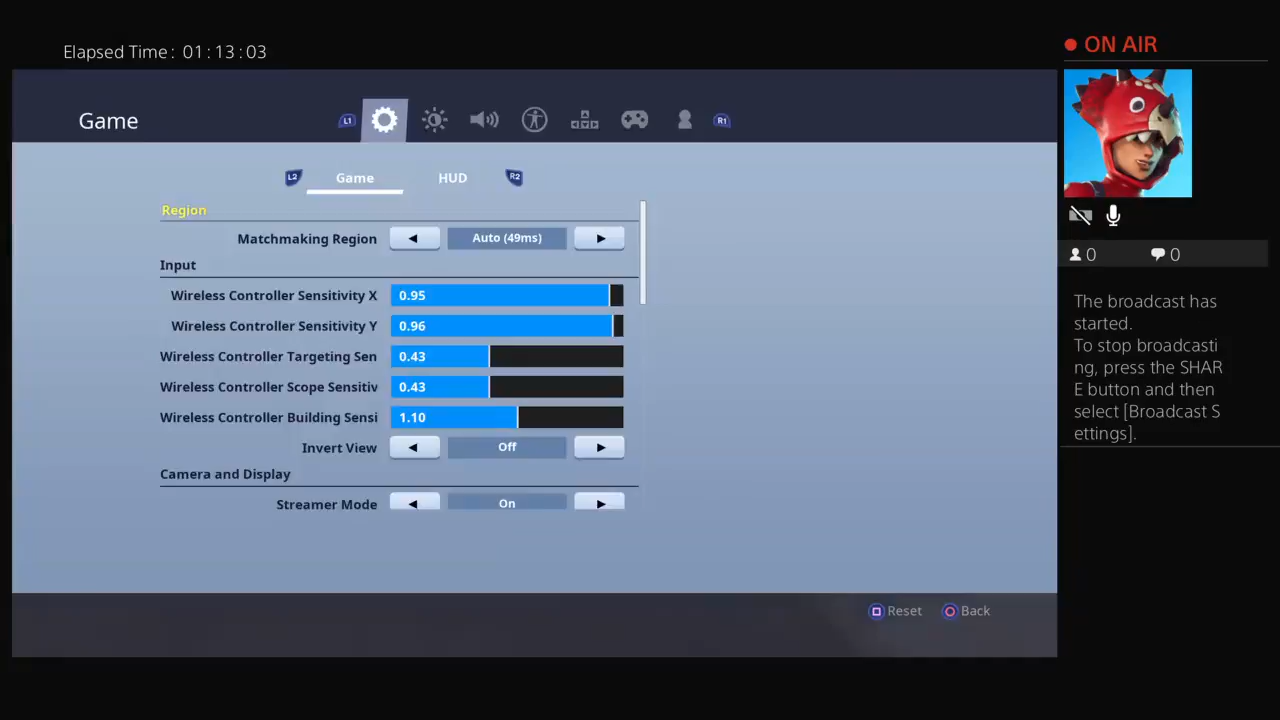 Elapsed Time: 01:13:03
ON AIR
Game
L1
R1
L2
Game
HUD
R2
Region
Matchmaking Region
Auto (49ms)
Input
Wireless Controller Sensitivity X
0.95
Wireless Controller Sensitivity Y
0.96
Wireless Controller Targeting Sen
0.43
Wireless Controller Scope Sensitiv
0.43
Wireless Controller Building Sensi
1.10
Invert View
Off
Camera and Display
Streamer Mode
On
Reset
Back
0
0
The broadcast has
started.
To stop broadcasti
ng, press the SHAR
E button and then
select [Broadcast S
ettings].